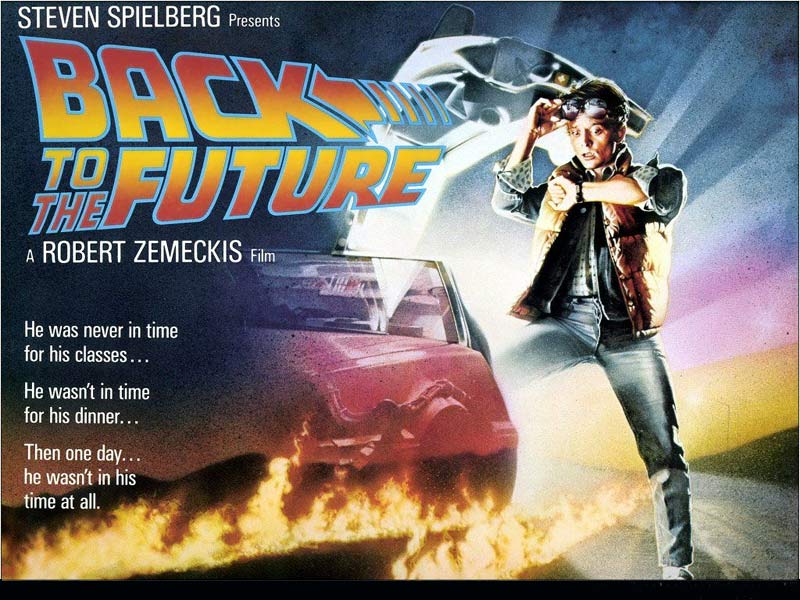 STEVEN SPIELBERG Presents
BACK
TO THE FUTURE
A ROBERT ZEMECKIS Film
He was never in time
for his classes...
He wasn't in time
for his dinner...
Then one day...
he wasn't in his
time at all.